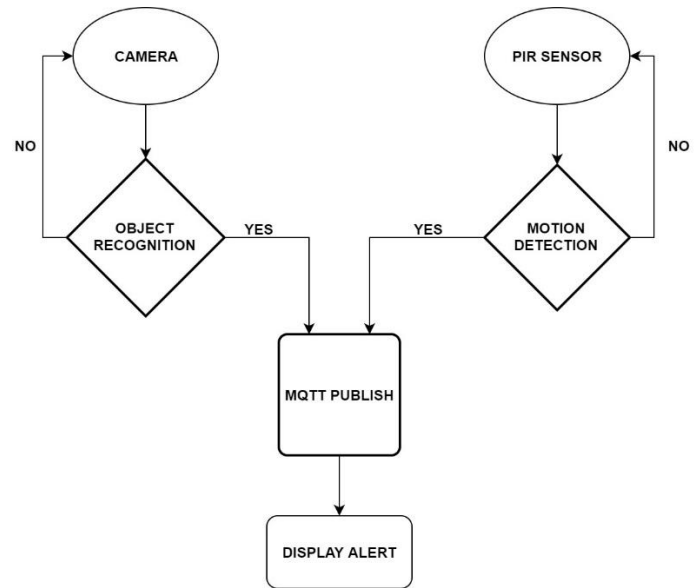 CAMERA
PIR SENSOR
NO
NO
OBJECT
RECOGNITION
YES
YES
MOTION
DETECTION
MQTT PUBLISH
DISPLAY ALERT